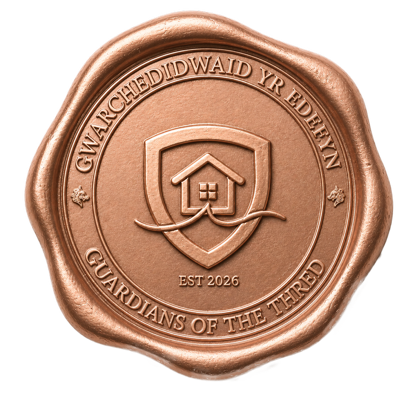 GWARCHEDIDWAID YR EDEFYN
EST 2026
GUARDIANS OF THE THRED